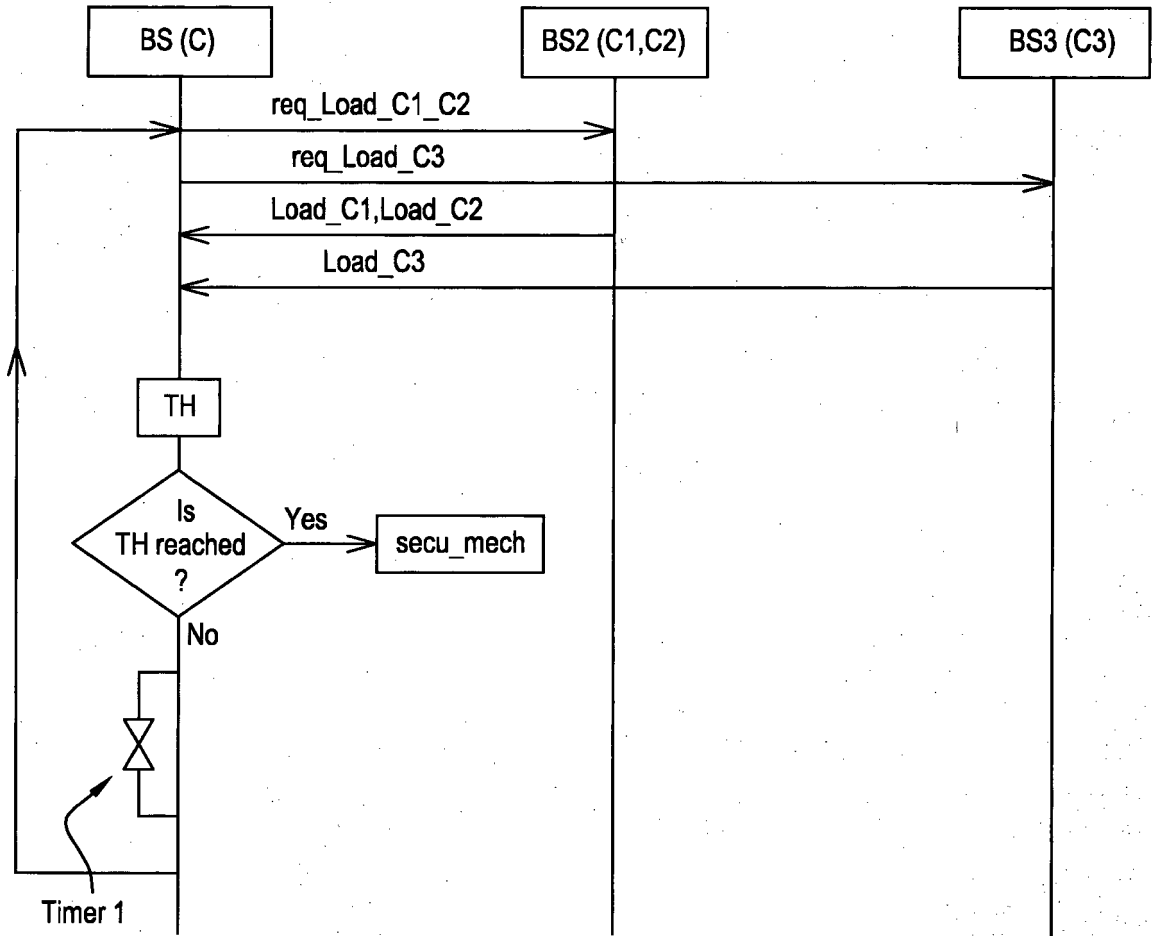 BS (C)
BS2 (C1,C2)
BS3 (C3)
req_Load_C1_C2
req_Load_C3
Load_C1,Load_C2
Load_C3
TH
Is
TH reached
?
Yes
secu_mech
No
Timer 1